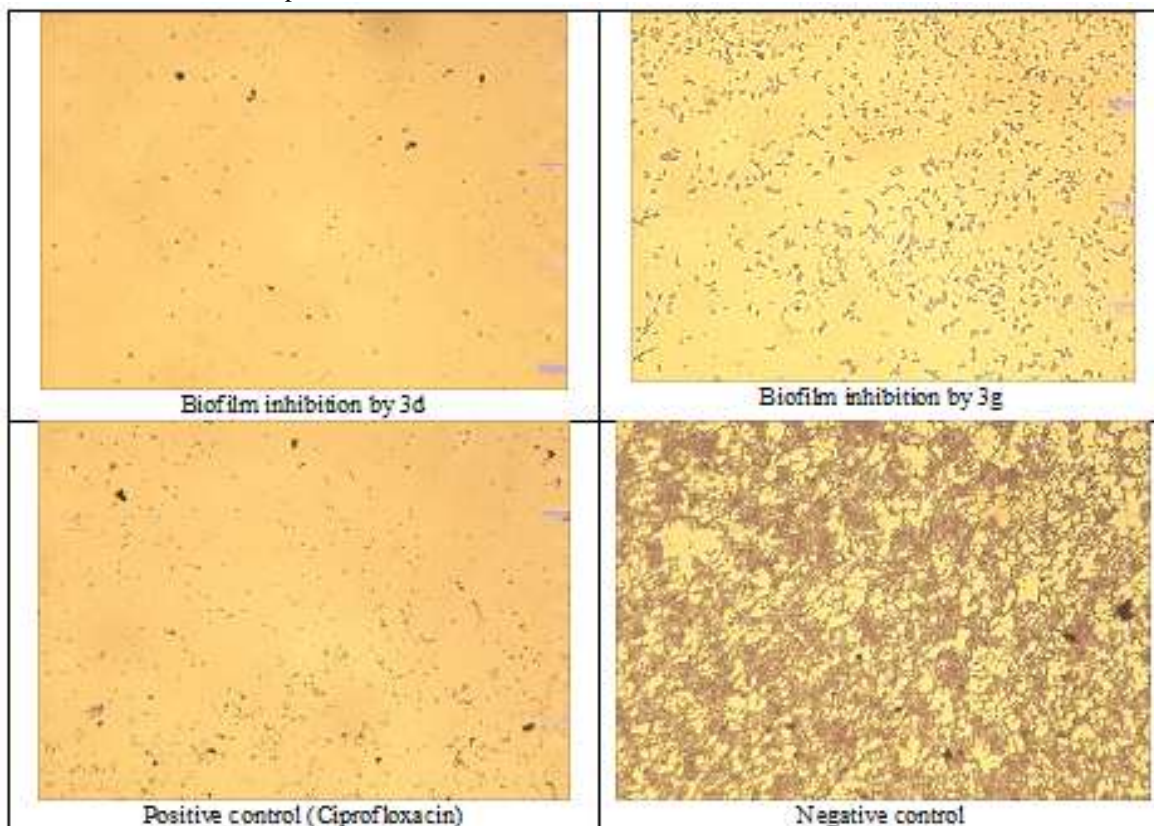 Biofilm inhibition by 3d
Biofilm inhibition by 3g
Positive control (Ciprofloxacin)
Negative control